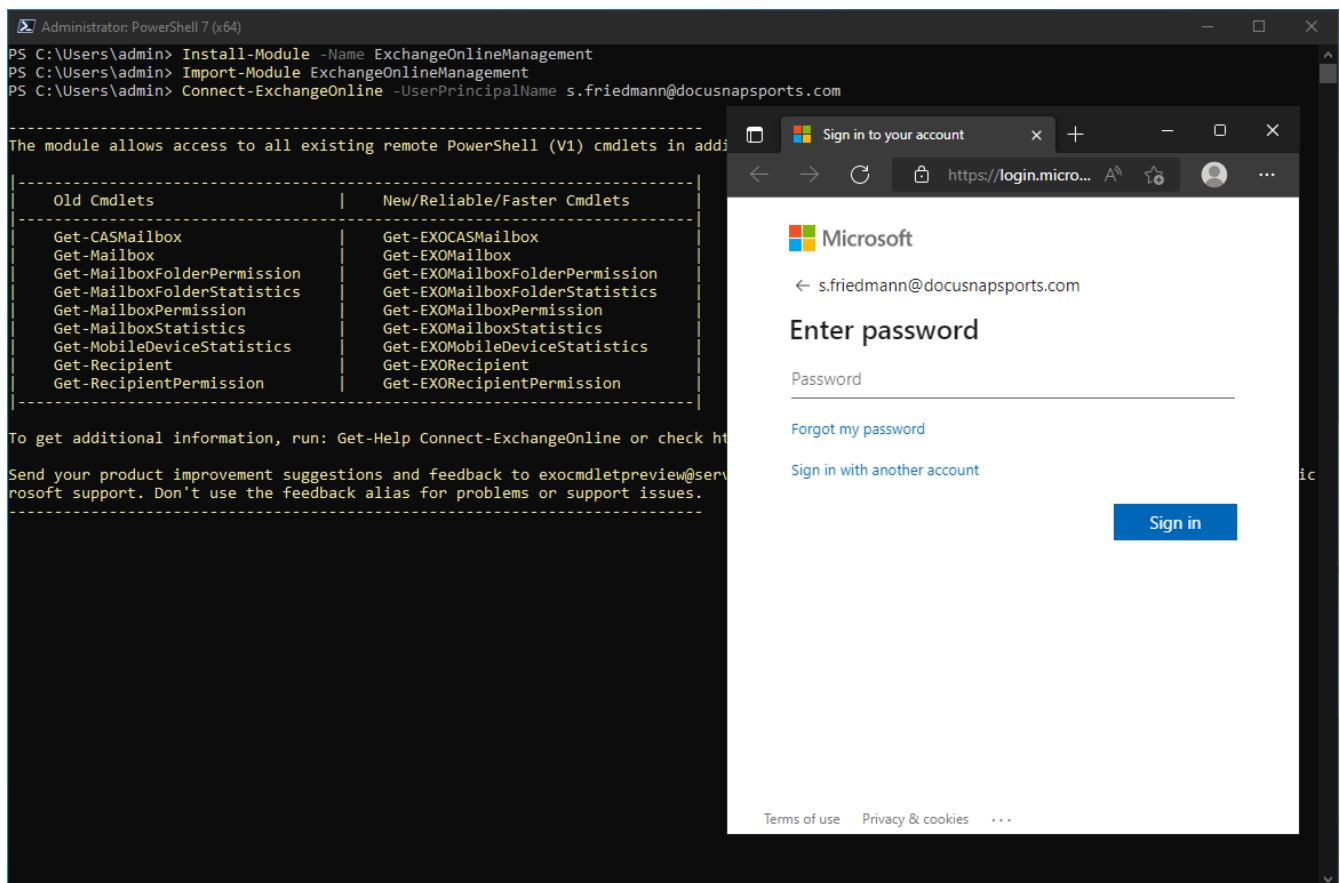 Administrator: PowerShell 7 (x64)
PS C:\Users\admin> Install-Module -Name ExchangeOnlineManagement
PS C:\Users\admin> Import-Module ExchangeOnlineManagement
PS C:\Users\admin> Connect-ExchangeOnline -UserPrincipalName s.friedmann@docusnapsports.com
----------------------------------------------------------------------------
The module allows access to all existing remote PowerShell (V1) cmdlets in addi
|--------------------------------------------------------------------------|
| Old Cmdlets | New/Reliable/Faster Cmdlets |
|--------------------------------------------------------------------------|
| Get-CASMailbox | Get-EXOCASMailbox |
| Get-Mailbox | Get-EXOMailbox |
| Get-MailboxFolderPermission | Get-EXOMailboxFolderPermission |
| Get-MailboxFolderStatistics | Get-EXOMailboxFolderStatistics |
| Get-MailboxPermission | Get-EXOMailboxPermission |
| Get-MailboxStatistics | Get-EXOMailboxStatistics |
| Get-MobileDeviceStatistics | Get-EXOMobileDeviceStatistics |
| Get-Recipient | Get-EXORecipient |
| Get-RecipientPermission | Get-EXORecipientPermission |
|--------------------------------------------------------------------------|
To get additional information, run: Get-Help Connect-ExchangeOnline or check ht
Send your product improvement suggestions and feedback to exocmdletpreview@serv ic
rosoft support. Don't use the feedback alias for problems or support issues.
----------------------------------------------------------------------------
Sign in to your account
https://login.micro...
Microsoft
s.friedmann@docusnapsports.com
Enter password
Password
Forgot my password
Sign in with another account
Sign in
Terms of use Privacy & cookies ...